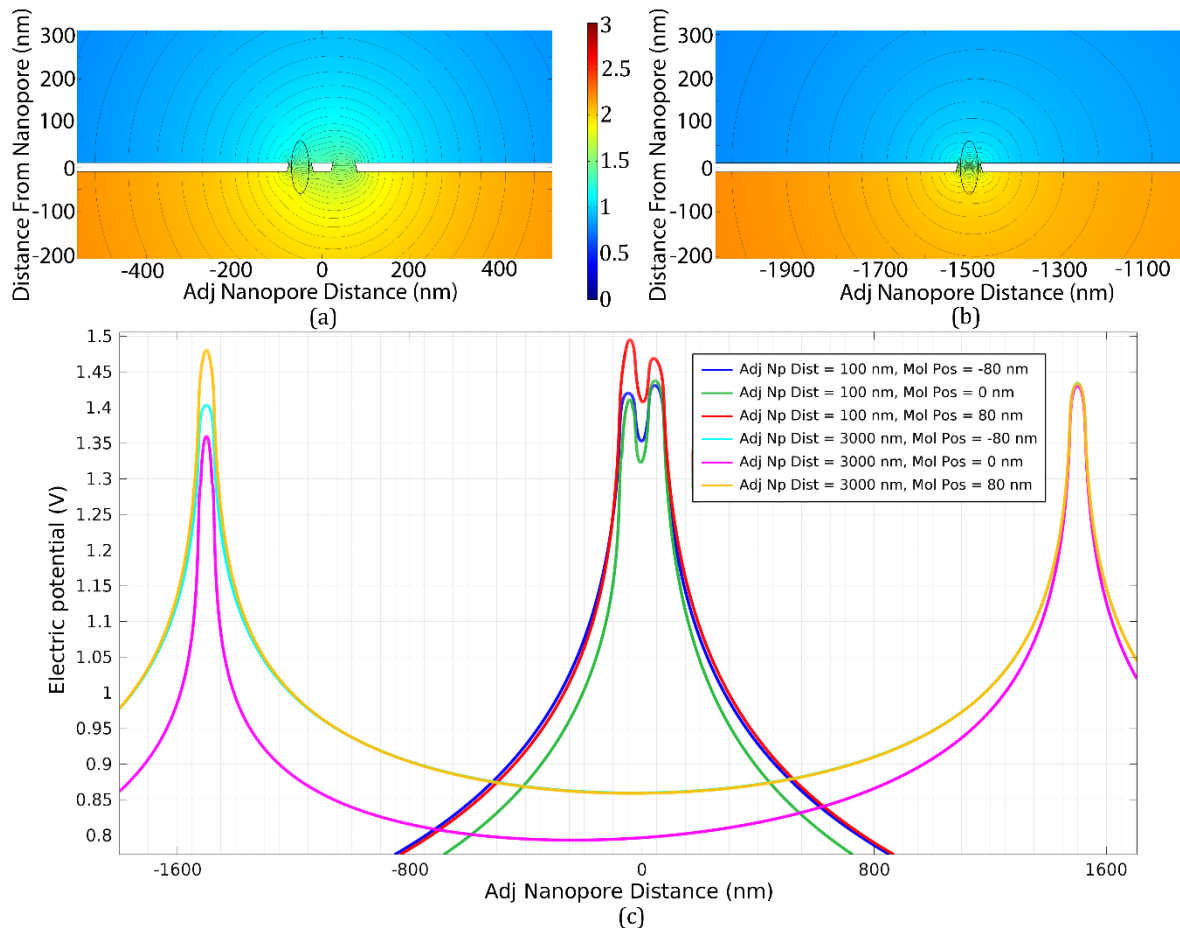 Distance From Nanopore (nm)
300
200
100
0
-100
-200
-400 -200 0 200 400
Adj Nanopore Distance (nm)
(a)
3
2.5
2
1.5
1
0.5
0
Distance From Nanopore (nm)
300
200
100
0
-100
-200
-1900 -1700 -1500 -1300 -1100
Adj Nanopore Distance (nm)
(b)
Electric potential (V)
1.5
1.45
1.4
1.35
1.3
1.25
1.2
1.15
1.1
1.05
1
0.95
0.9
0.85
0.8
Adj Np Dist = 100 nm, Mol Pos = -80 nm
Adj Np Dist = 100 nm, Mol Pos = 0 nm
Adj Np Dist = 100 nm, Mol Pos = 80 nm
Adj Np Dist = 3000 nm, Mol Pos = -80 nm
Adj Np Dist = 3000 nm, Mol Pos = 0 nm
Adj Np Dist = 3000 nm, Mol Pos = 80 nm
-1600 -800 0 800 1600
Adj Nanopore Distance (nm)
(c)